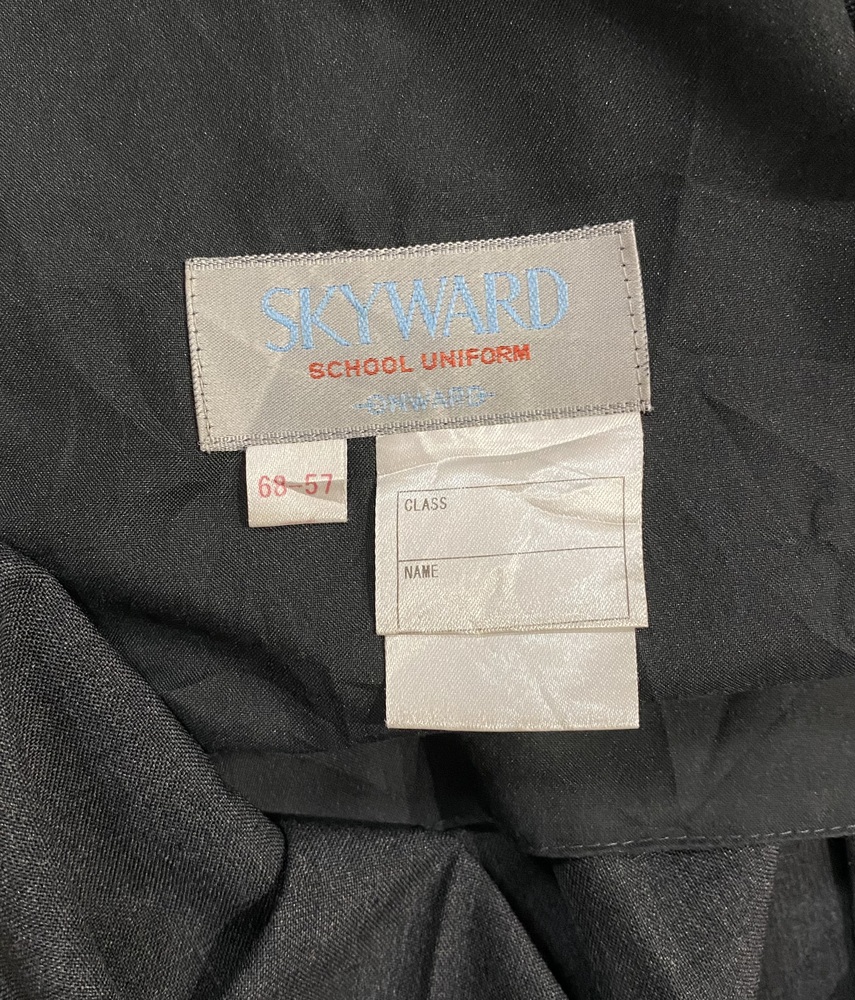 SKYWARD
SCHOOL UNIFORM
ONWARD
68-57
CLASS
NAME